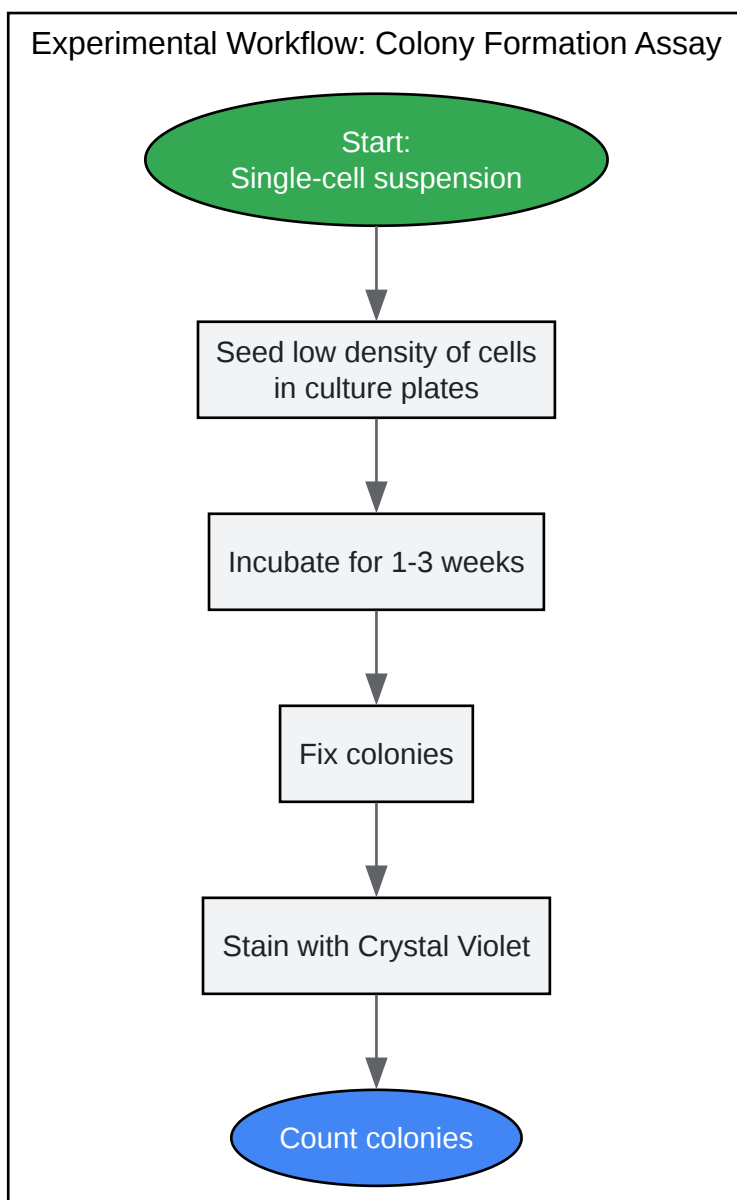 Experimental Workflow: Colony Formation Assay
Start:
Single-cell suspension
Seed low density of cells
in culture plates
Incubate for 1-3 weeks
Fix colonies
Stain with Crystal Violet
Count colonies